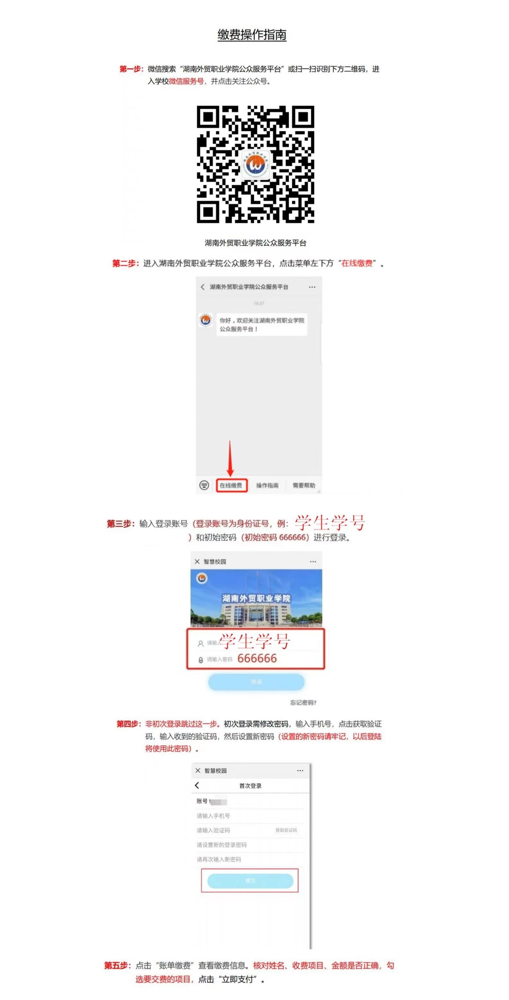 缴费操作指南
第一步：微信搜索“湖南外贸职业学院公众服务平台”或扫一扫识别下方二维码，进
入学校微信服务号，并点击关注公众号。
湖南外贸职业学院公众服务平台
第二步：进入湖南外贸职业学院公众服务平台，点击菜单左下方“在线缴费”。
湖南外贸职业学院公众服务平台
16:37
你好，欢迎关注湖南外贸职业学院
公众服务平台！
在线缴费 操作指南 需要帮助
第三步：输入登录账号（登录账号为身份证号，例：学生学号
）和初始密码（初始密码 666666）进行登录。
智慧校园
湖南外贸职业学院
请输入 学生学号
请输入密码 666666
登录
忘记密码?
第四步：非初次登录跳过这一步。初次登录需修改密码，输入手机号，点击获取验证
码，输入收到的验证码，然后设置新密码（设置的新密码请牢记，以后登陆
将使用此密码）。
智慧校园
首次登录
账号
请输入手机号
请输入验证码 获取验证码
请设置新的登录密码
请再次输入新密码
提交
第五步：点击“账单缴费”查看缴费信息。核对姓名、收费项目、金额是否正确，勾
选要交费的项目，点击“立即支付”。